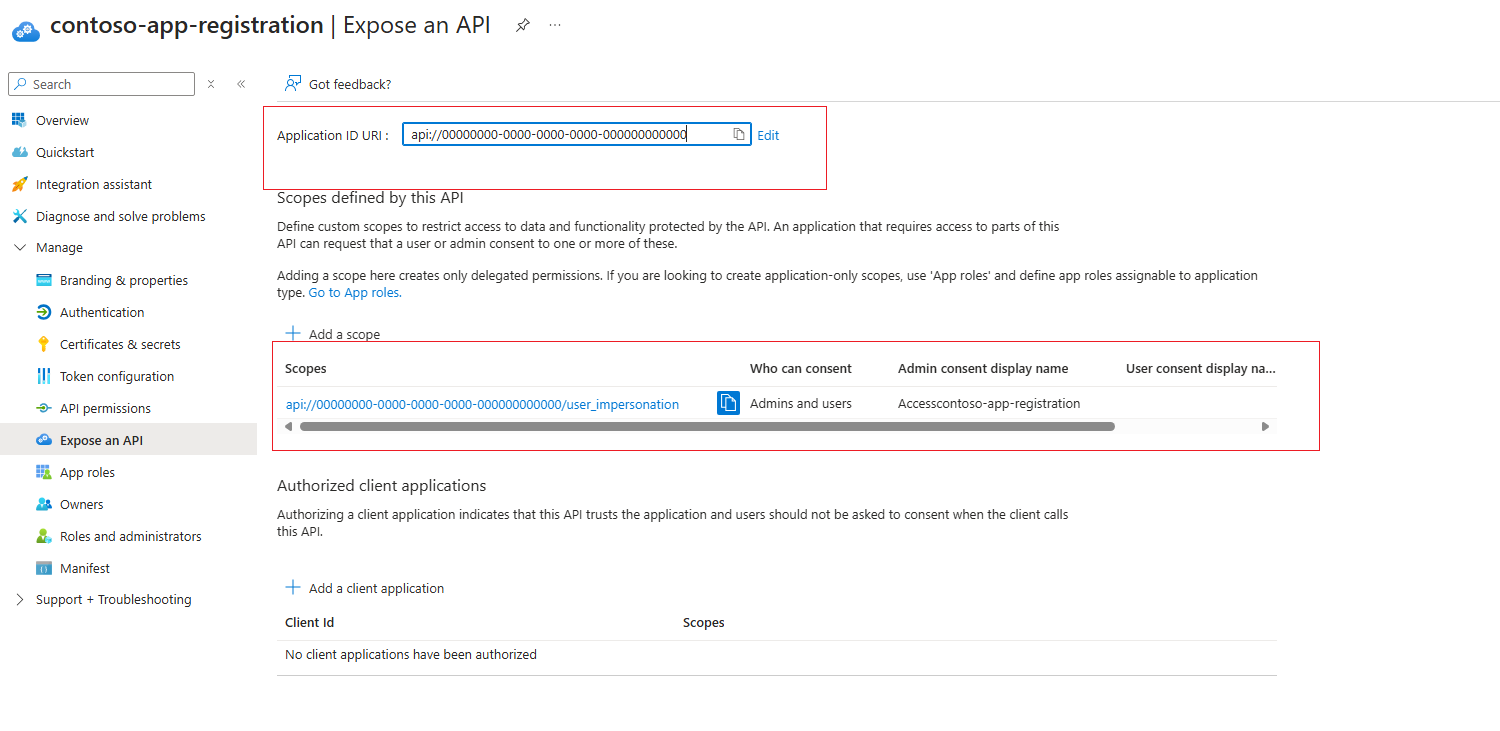 contoso-app-registration | Expose an API
Search
Overview
Quickstart
Integration assistant
Diagnose and solve problems
Manage
Branding & properties
Authentication
Certificates & secrets
Token configuration
API permissions
Expose an API
App roles
Owners
Roles and administrators
Manifest
Support + Troubleshooting
Got feedback?
Application ID URI : api://00000000-0000-0000-0000-000000000000 Edit
Scopes defined by this API
Define custom scopes to restrict access to data and functionality protected by the API. An application that requires access to parts of this
API can request that a user or admin consent to one or more of these.
Adding a scope here creates only delegated permissions. If you are looking to create application-only scopes, use 'App roles' and define app roles assignable to application
type. Go to App roles.
Add a scope
Scopes Who can consent Admin consent display name User consent display na...
api://00000000-0000-0000-0000-000000000000/user_impersonation Admins and users Accesscontoso-app-registration
Authorized client applications
Authorizing a client application indicates that this API trusts the application and users should not be asked to consent when the client calls
this API.
Add a client application
Client Id Scopes
No client applications have been authorized